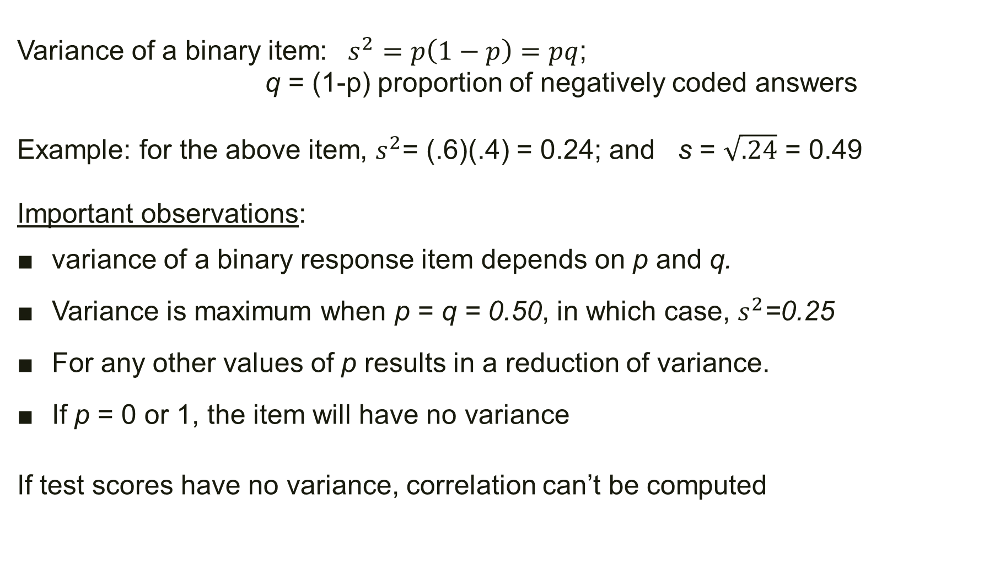 Variance of a binary item: s² = p(1 − p) = pq;
q = (1-p) proportion of negatively coded answers
Example: for the above item, s²= (.6)(.4) = 0.24; and s = √.24 = 0.49
Important observations:
■ variance of a binary response item depends on p and q.
■ Variance is maximum when p = q = 0.50, in which case, s²=0.25
■ For any other values of p results in a reduction of variance.
■ If p = 0 or 1, the item will have no variance
If test scores have no variance, correlation can’t be computed